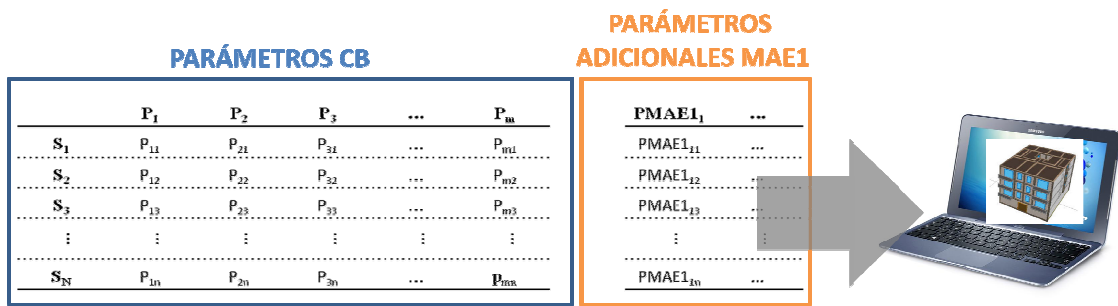 PARÁMETROS CB
PARÁMETROS
ADICIONALES MAE1
P1 P2 P3 ... Pm PMAE11 ...
S1 P11 P21 P31 ... Pm1 PMAE111 ...
S2 P12 P22 P32 ... Pm2 PMAE112
S3 P13 P23 P33 ... Pm3 PMAE113
⋮ ⋮ ⋮ ⋮ ⋮ ⋮ ⋮ ⋮
SN P1n P2n P3n ... pmn PMAE11n ...